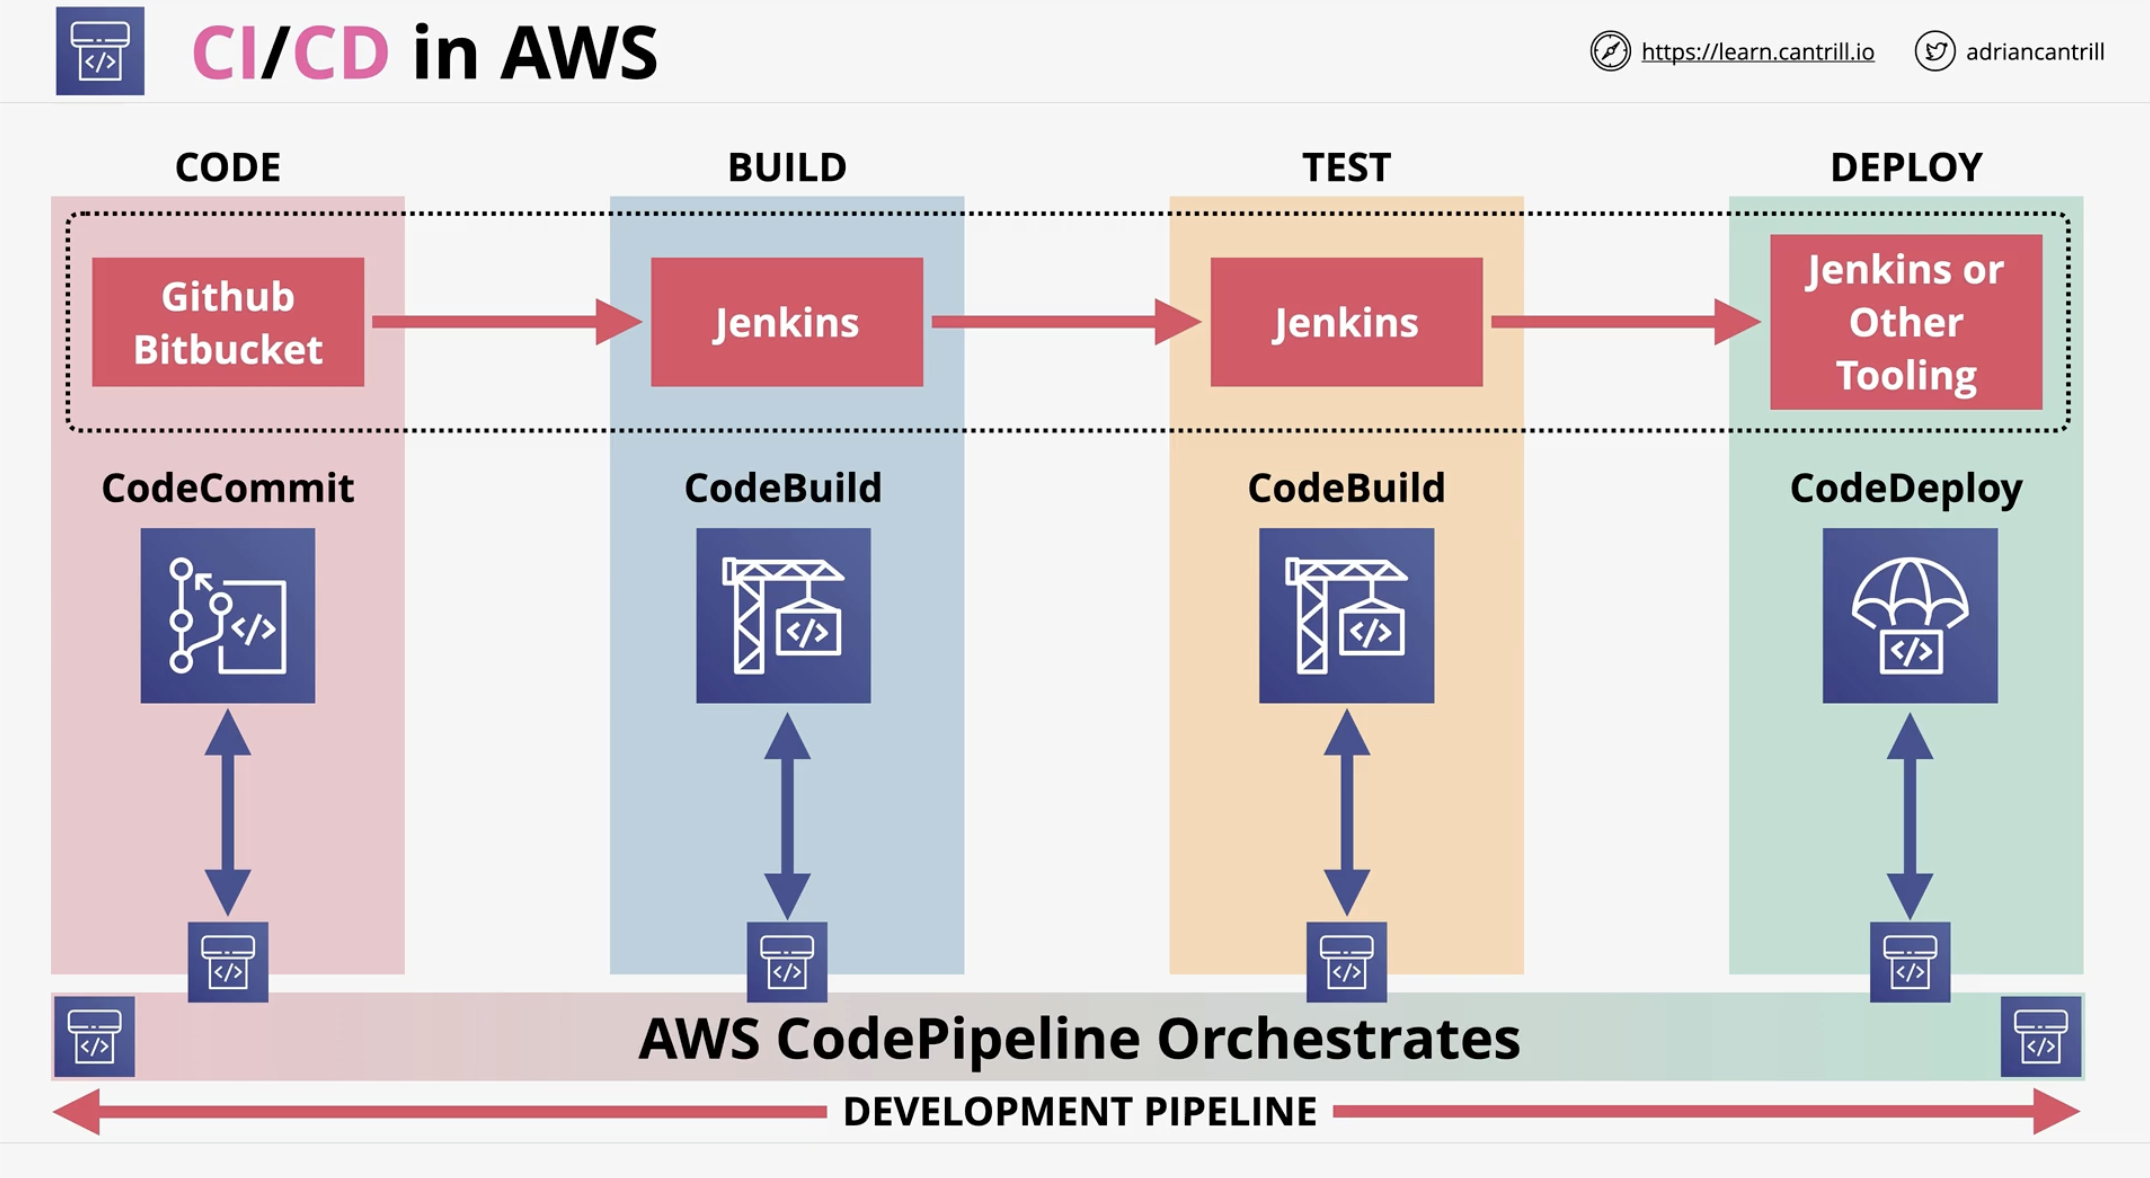 CI/CD in AWS
https://learn.cantrill.io
adriancantrill
CODE
BUILD
TEST
DEPLOY
Github
Bitbucket
Jenkins
Jenkins
Jenkins or
Other
Tooling
CodeCommit
CodeBuild
CodeBuild
CodeDeploy
</>
</>
</>
</>
</>
</>
</>
</>
</>
AWS CodePipeline Orchestrates
</>
</>
DEVELOPMENT PIPELINE